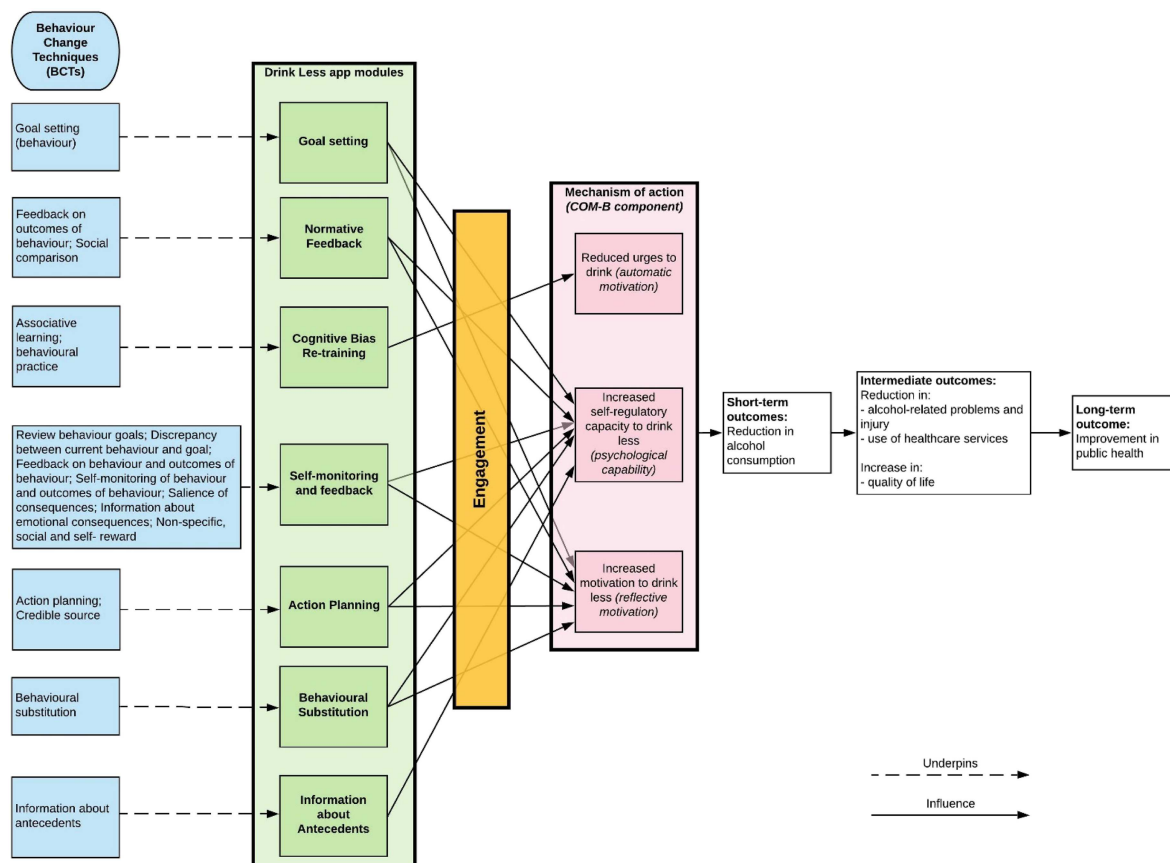 Behaviour
Change
Techniques
(BCTs)
Goal setting
(behaviour)
Feedback on
outcomes of
behaviour; Social
comparison
Associative
learning;
behavioural
practice
Review behaviour goals; Discrepancy
between current behaviour and goal;
Feedback on behaviour and outcomes of
behaviour; Self-monitoring of behaviour
and outcomes of behaviour; Salience of
consequences; Information about
emotional consequences; Non-specific,
social and self- reward
Action planning;
Credible source
Behavioural
substitution
Information about
antecedents
Drink Less app modules
Goal setting
Normative
Feedback
Cognitive Bias
Re-training
Self-monitoring
and feedback
Action Planning
Behavioural
Substitution
Information
about
Antecedents
Engagement
Mechanism of action
(COM-B component)
Reduced urges to
drink (automatic
motivation)
Increased
self-regulatory
capacity to drink
less
(psychological
capability)
Increased
motivation to drink
less (reflective
motivation)
Short-term
outcomes:
Reduction in
alcohol
consumption
Intermediate outcomes:
Reduction in:
- alcohol-related problems and
injury
- use of healthcare services
Increase in:
- quality of life
Long-term
outcome:
Improvement in
public health
Underpins
Influence